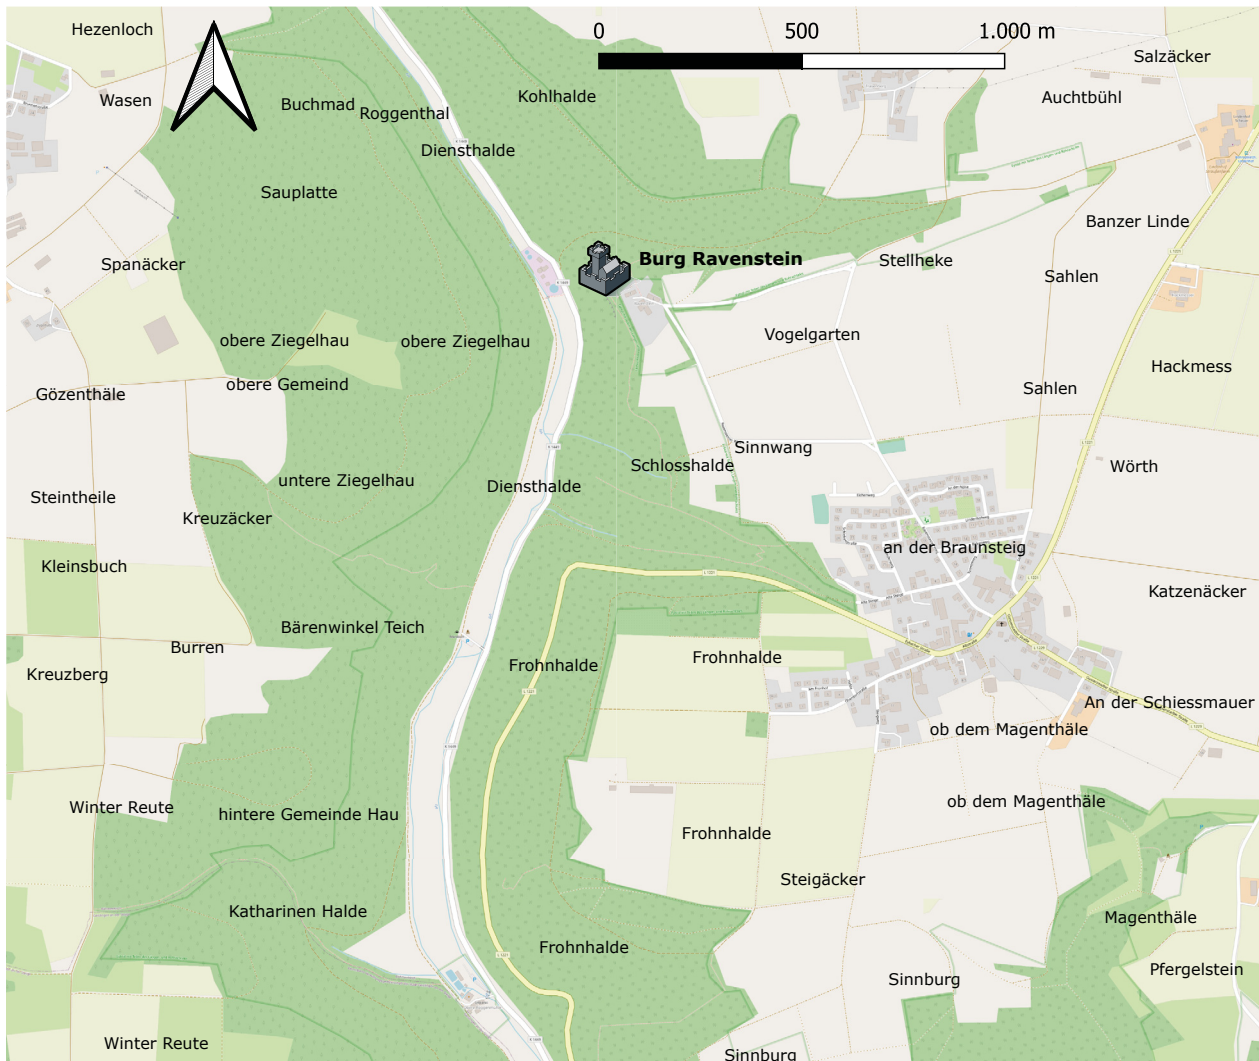 Hezenloch
0 500 1.000 m
Salzäcker
Wasen
Buchmad
Roggenthal
Kohlhalde
Auchtbühl
Diensthalde
Sauplatte
Banzer Linde
Spanäcker
Burg Ravenstein
Stellheke
Sahlen
obere Ziegelhau
obere Ziegelhau
Vogelgarten
Hackmess
obere Gemeind
Gözenthäle
Sahlen
Sinnwang
Schlosshalde
Wörth
Steintheile
untere Ziegelhau
Diensthalde
Kreuzäcker
an der Braunsteig
Kleinsbuch
Katzenäcker
Bärenwinkel Teich
Burren
Frohnhalde
Frohnhalde
Kreuzberg
An der Schiessmauer
ob dem Magenthäle
Winter Reute
hintere Gemeinde Hau
ob dem Magenthäle
Frohnhalde
Steigäcker
Katharinen Halde
Magenthäle
Frohnhalde
Sinnburg
Pfergelstein
Winter Reute
Sinnburg